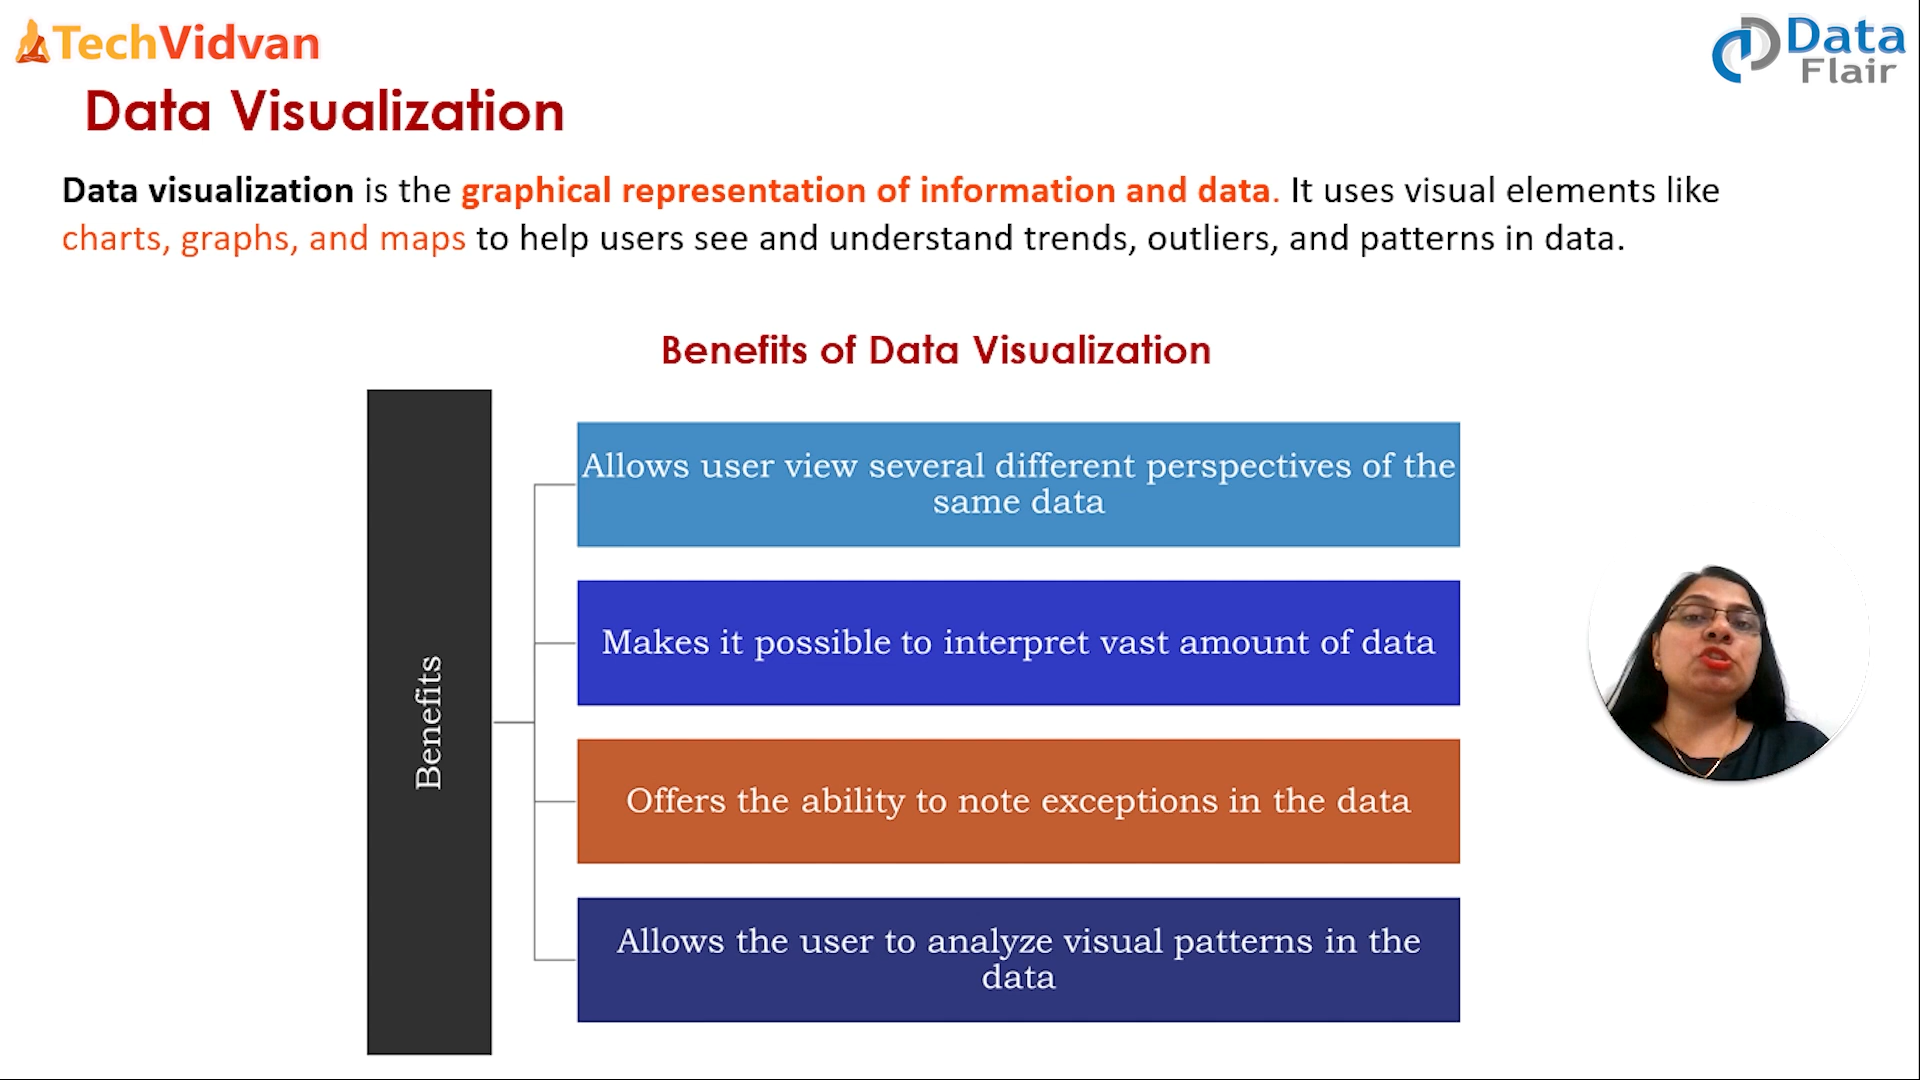 TechVidvan
Data
Flair
Data Visualization
Data visualization is the graphical representation of information and data. It uses visual elements like
charts, graphs, and maps to help users see and understand trends, outliers, and patterns in data.
Benefits of Data Visualization
Benefits
Allows user view several different perspectives of the
same data
Makes it possible to interpret vast amount of data
Offers the ability to note exceptions in the data
Allows the user to analyze visual patterns in the
data